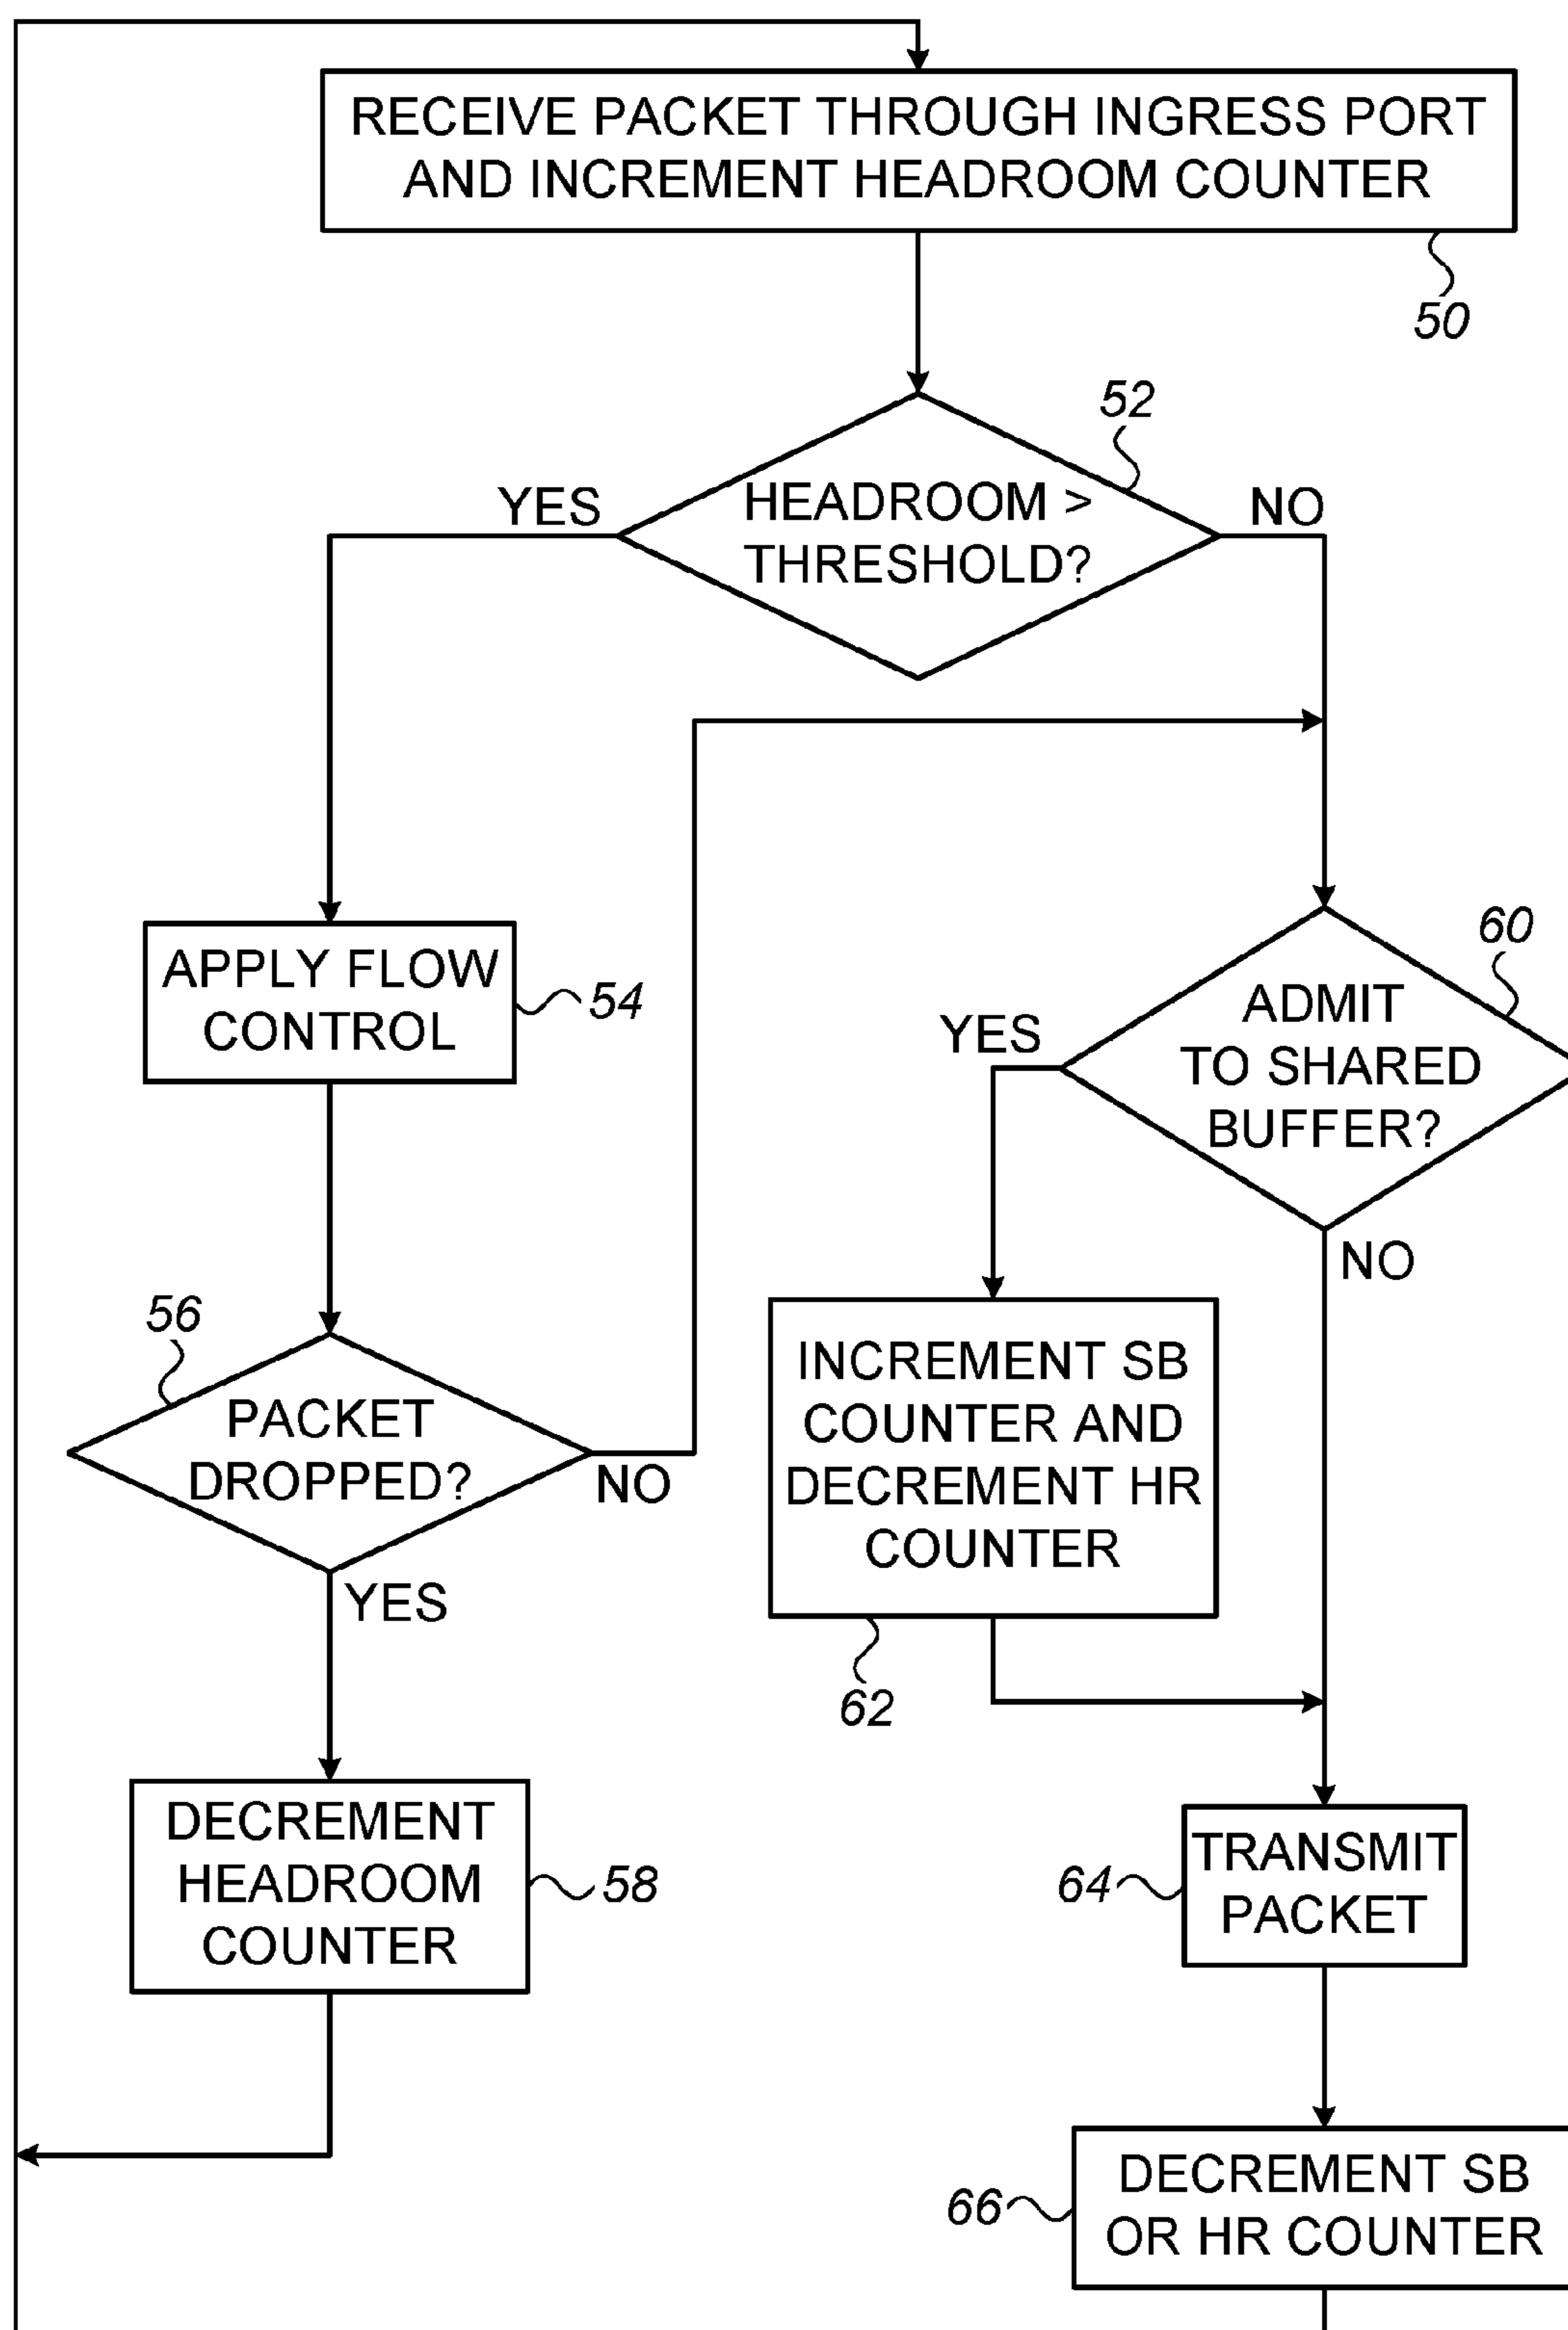 RECEIVE PACKET THROUGH INGRESS PORT
AND INCREMENT HEADROOM COUNTER
50
52
HEADROOM >
THRESHOLD?
YES
NO
APPLY FLOW
CONTROL
54
60
ADMIT
TO SHARED
BUFFER?
YES
NO
56
PACKET
DROPPED?
NO
YES
INCREMENT SB
COUNTER AND
DECREMENT HR
COUNTER
62
DECREMENT
HEADROOM
COUNTER
58
TRANSMIT
PACKET
64
DECREMENT SB
OR HR COUNTER
66